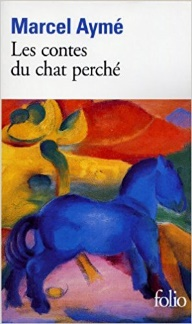 Marcel Aymé
Les contes
du chat perché
folio